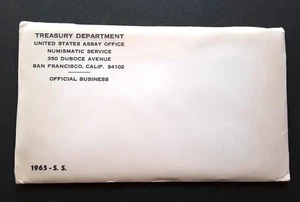 TREASURY DEPARTMENT
UNITED STATES ASSAY OFFICE
NUMISMATIC SERVICE
350 DUBOCE AVENUE
SAN FRANCISCO, CALIF. 94102
OFFICIAL BUSINESS
1965 - S. S.